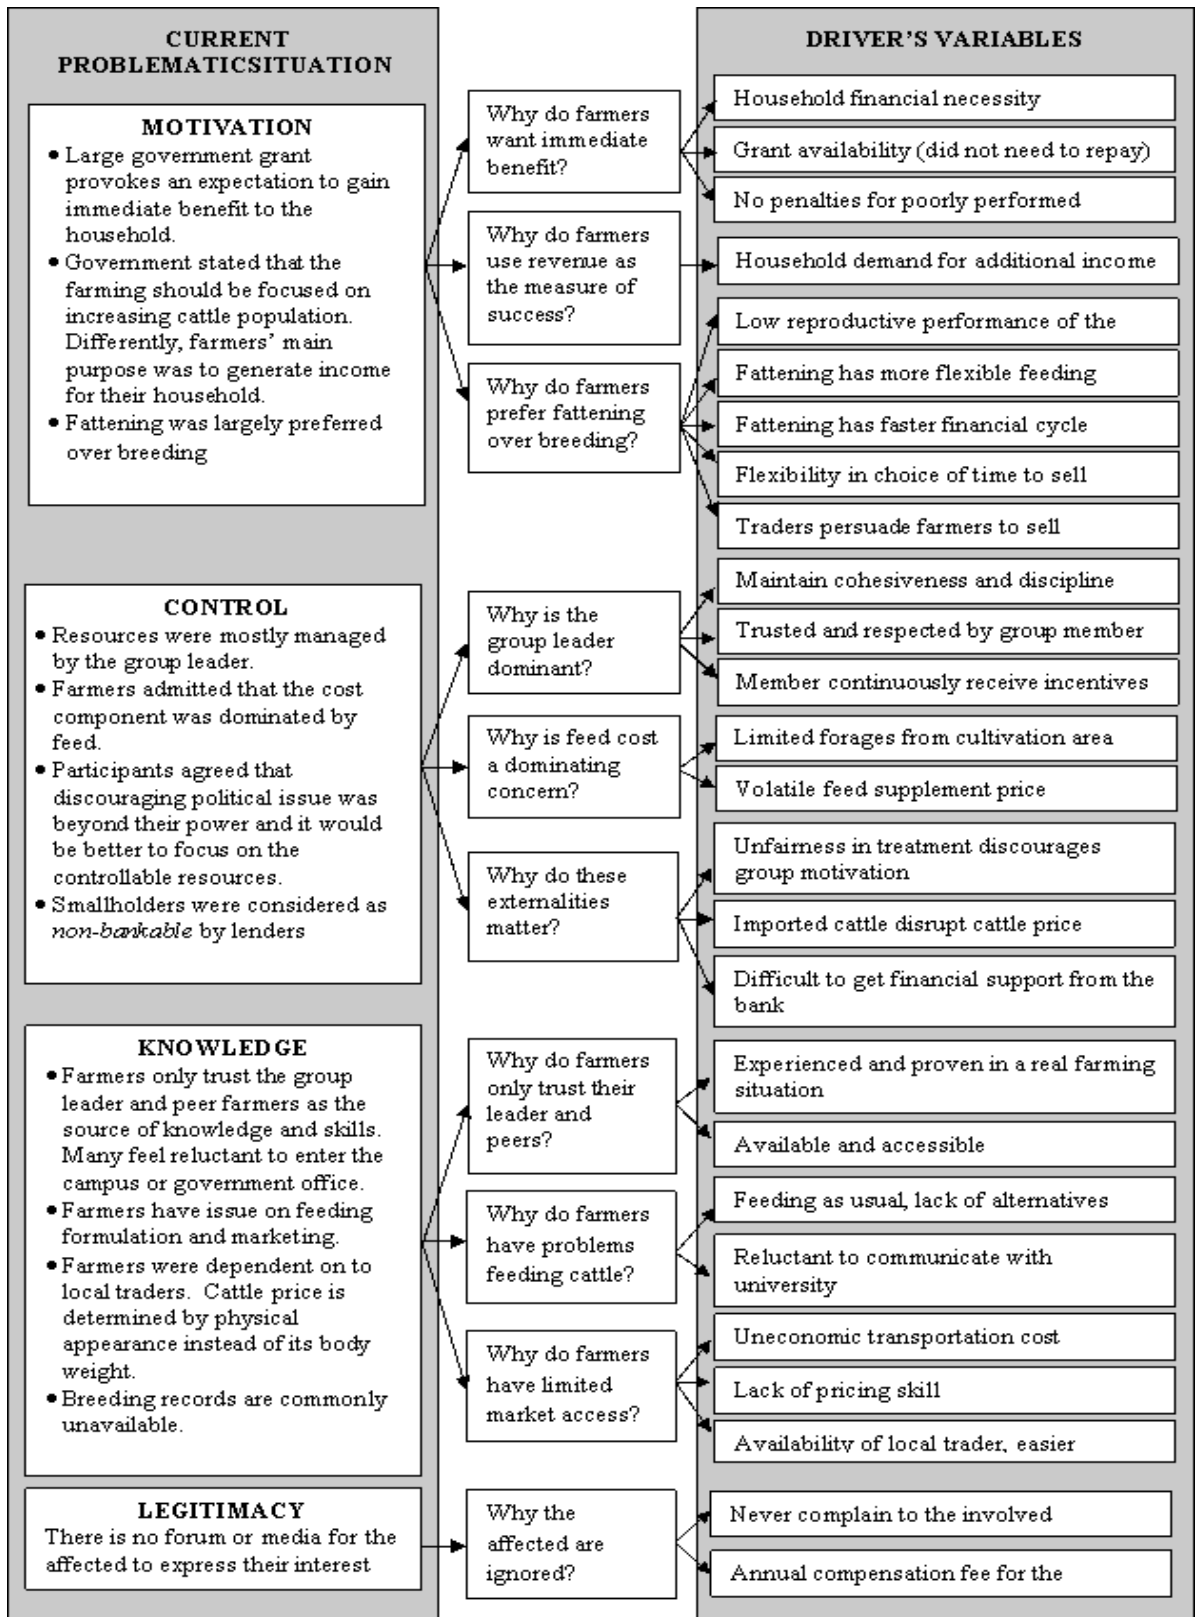 CURRENT
PROBLEMATICSITUATION
MOTIVATION
• Large government grant
provokes an expectation to gain
immediate benefit to the
household.
• Government stated that the
farming should be focused on
increasing cattle population.
Differently, farmers' main
purpose was to generate income
for their household.
• Fattening was largely preferred
over breeding
CONTROL
• Resources were mostly managed
by the group leader.
• Farmers admitted that the cost
component was dominated by
feed.
• Participants agreed that
discouraging political issue was
beyond their power and it would
be better to focus on the
controllable resources.
• Smallholders were considered as
non-bankable by lenders
KNOWLEDGE
• Farmers only trust the group
leader and peer farmers as the
source of knowledge and skills.
Many feel reluctant to enter the
campus or government office.
• Farmers have issue on feeding
formulation and marketing.
• Farmers were dependent on to
local traders. Cattle price is
determined by physical
appearance instead of its body
weight.
• Breeding records are commonly
unavailable.
LEGITIMACY
There is no forum or media for the
affected to express their interest
Why do farmers
want immediate
benefit?
Why do farmers
use revenue as
the measure of
success?
Why do farmers
prefer fattening
over breeding?
Why is the
group leader
dominant?
Why is feed cost
a dominating
concern?
Why do these
externalities
matter?
Why do farmers
only trust their
leader and
peers?
Why do farmers
have problems
feeding cattle?
Why do farmers
have limited
market access?
Why the
affected are
ignored?
DRIVER'S VARIABLES
Household financial necessity
Grant availability (did not need to repay)
No penalties for poorly performed
Household demand for additional income
Low reproductive performance of the
Fattening has more flexible feeding
Fattening has faster financial cycle
Flexibility in choice of time to sell
Traders persuade farmers to sell
Maintain cohesiveness and discipline
Trusted and respected by group member
Member continuously receive incentives
Limited forages from cultivation area
Volatile feed supplement price
Unfairness in treatment discourages
group motivation
Imported cattle disrupt cattle price
Difficult to get financial support from the
bank
Experienced and proven in a real farming
situation
Available and accessible
Feeding as usual, lack of alternatives
Reluctant to communicate with
university
Uneconomic transportation cost
Lack of pricing skill
Availability of local trader, easier
Never complain to the involved
Annual compensation fee for the